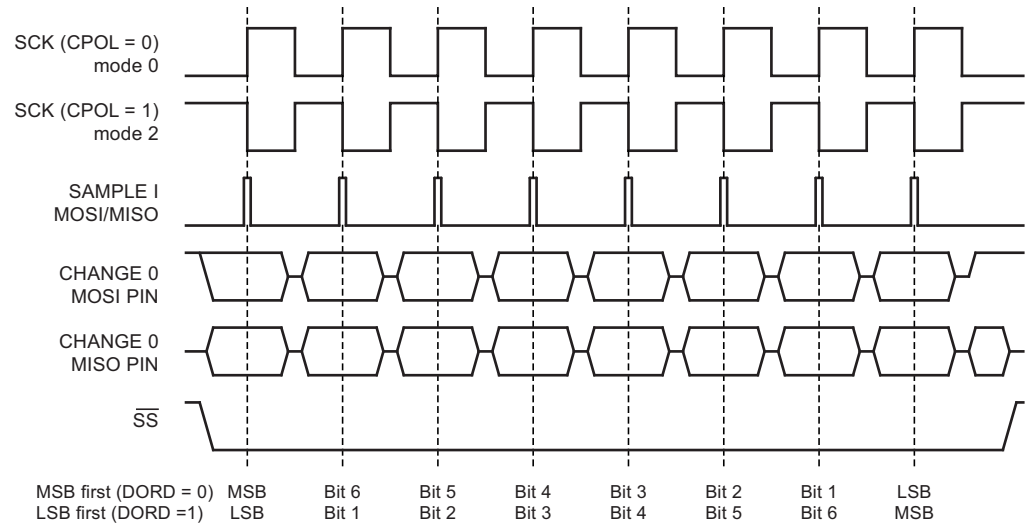 SCK (CPOL = 0)
mode 0
SCK (CPOL = 1)
mode 2
SAMPLE I
MOSI/MISO
CHANGE 0
MOSI PIN
CHANGE 0
MISO PIN
S̅S̅
MSB first (DORD = 0) MSB Bit 6 Bit 5 Bit 4 Bit 3 Bit 2 Bit 1 LSB
LSB first (DORD =1) LSB Bit 1 Bit 2 Bit 3 Bit 4 Bit 5 Bit 6 MSB